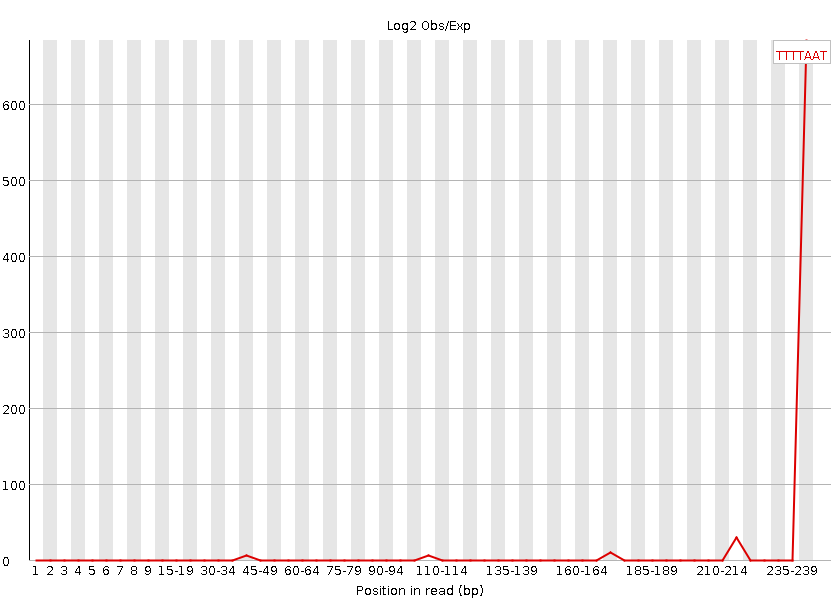 Log2 Obs/Exp
TTTTAAT
600
500
400
300
200
100
0
1 2 3 4 5 6 7 8 9 15-19 30-34 45-49 60-64 75-79 90-94 110-114 135-139 160-164 185-189 210-214 235-239
Position in read (bp)